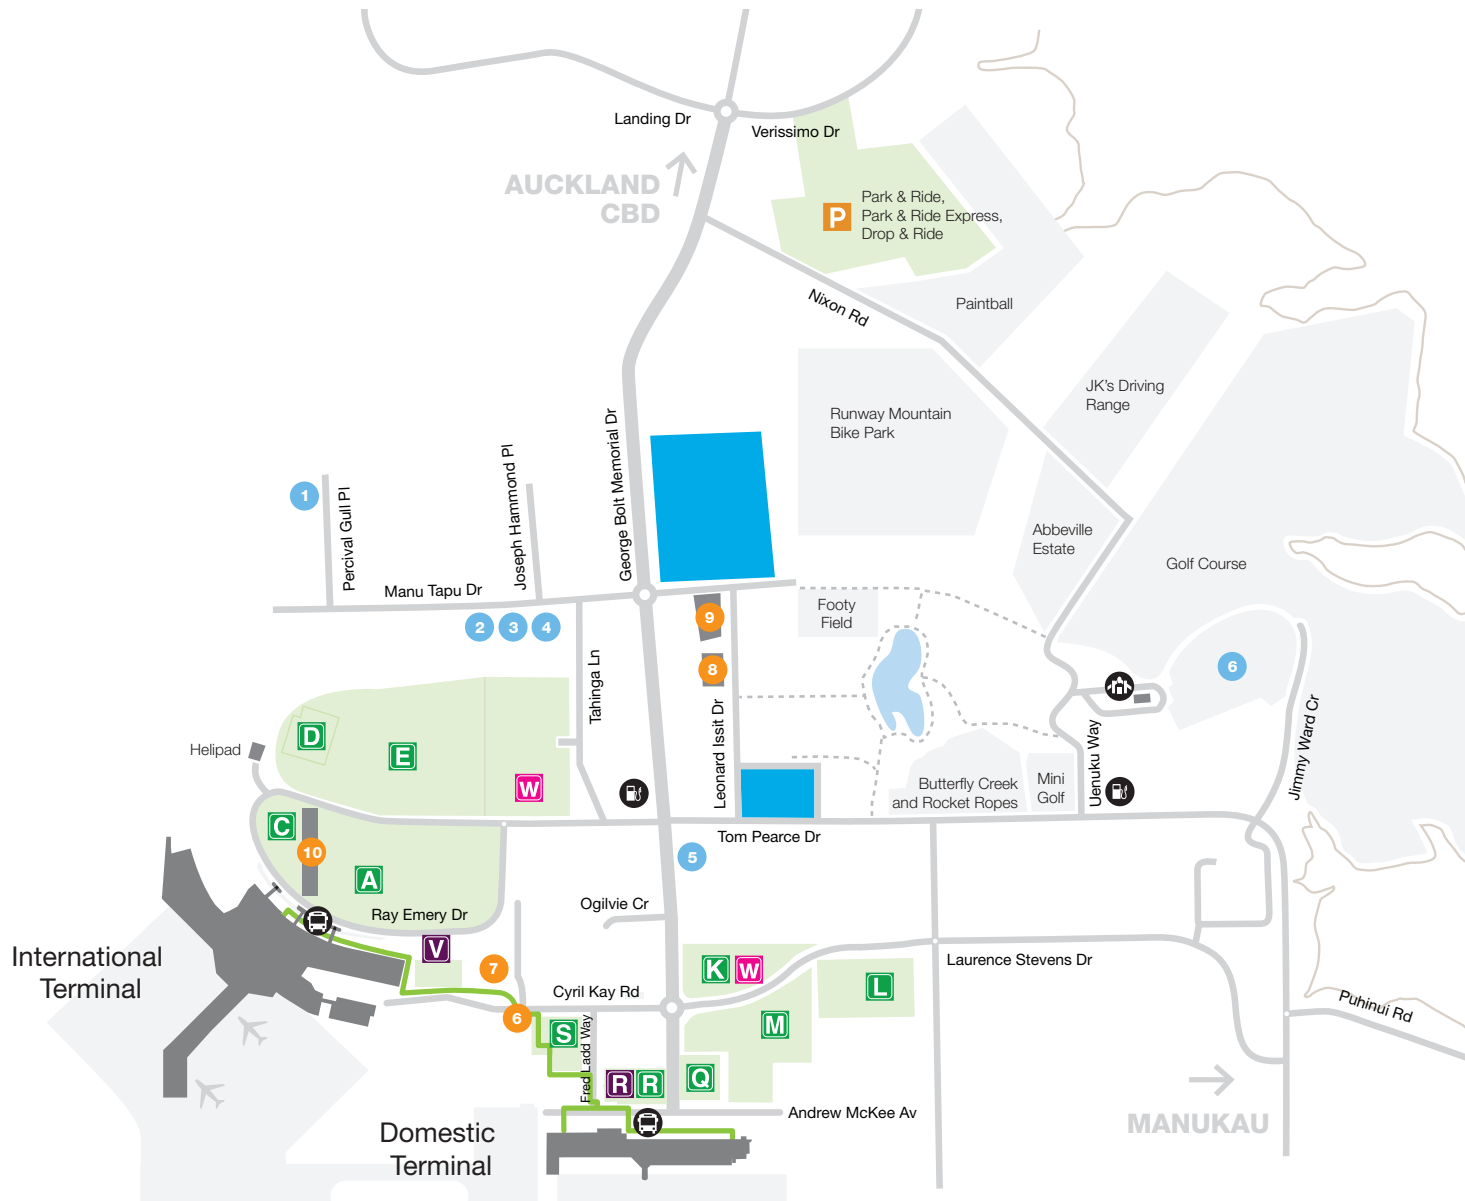 Landing Dr
Verissimo Dr
AUCKLAND
CBD
P
Park & Ride,
Park & Ride Express,
Drop & Ride
Nixon Rd
Paintball
JK's Driving
Range
Runway Mountain
Bike Park
George Bolt Memorial Dr
1
Percival Gull Pl
Joseph Hammond Pl
Abbeville
Estate
Golf Course
Manu Tapu Dr
2
3
4
9
Footy
Field
8
6
Tahinga Ln
Leonard Issit Dr
Uenuku Way
Jimmy Ward Cr
D
E
W
Helipad
Butterfly Creek
and Rocket Ropes
Mini
Golf
C
10
A
Tom Pearce Dr
5
Ray Emery Dr
Ogilvie Cr
V
International
Terminal
7
K
W
L
Laurence Stevens Dr
Cyril Kay Rd
6
S
Fred Ladd Way
M
Puhinui Rd
R
R
Q
Andrew McKee Av
MANUKAU
Domestic
Terminal